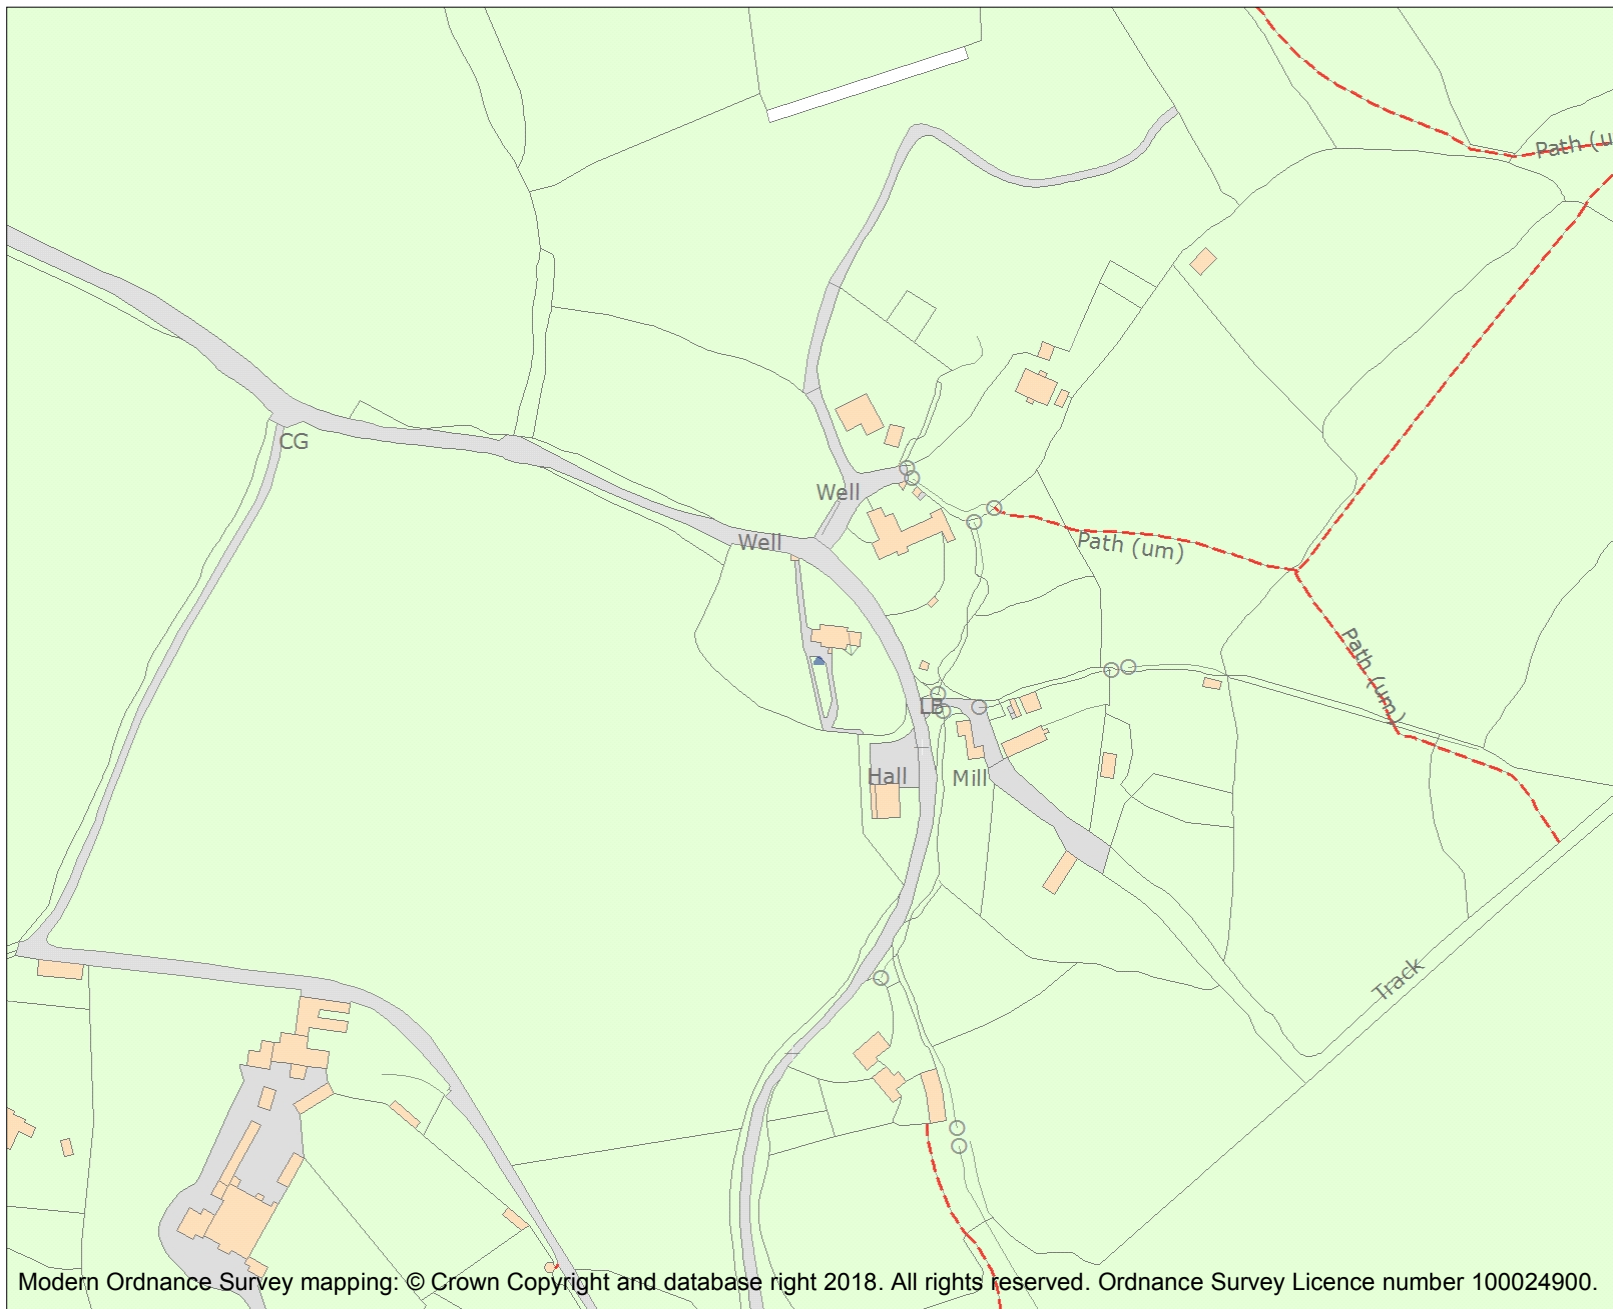 Path (u
CG
Well
Well
Path (um)
Path (um)
LB
Hall
Mill
Track
Modern Ordnance Survey mapping: © Crown Copyright and database right 2018. All rights reserved. Ordnance Survey Licence number 100024900.